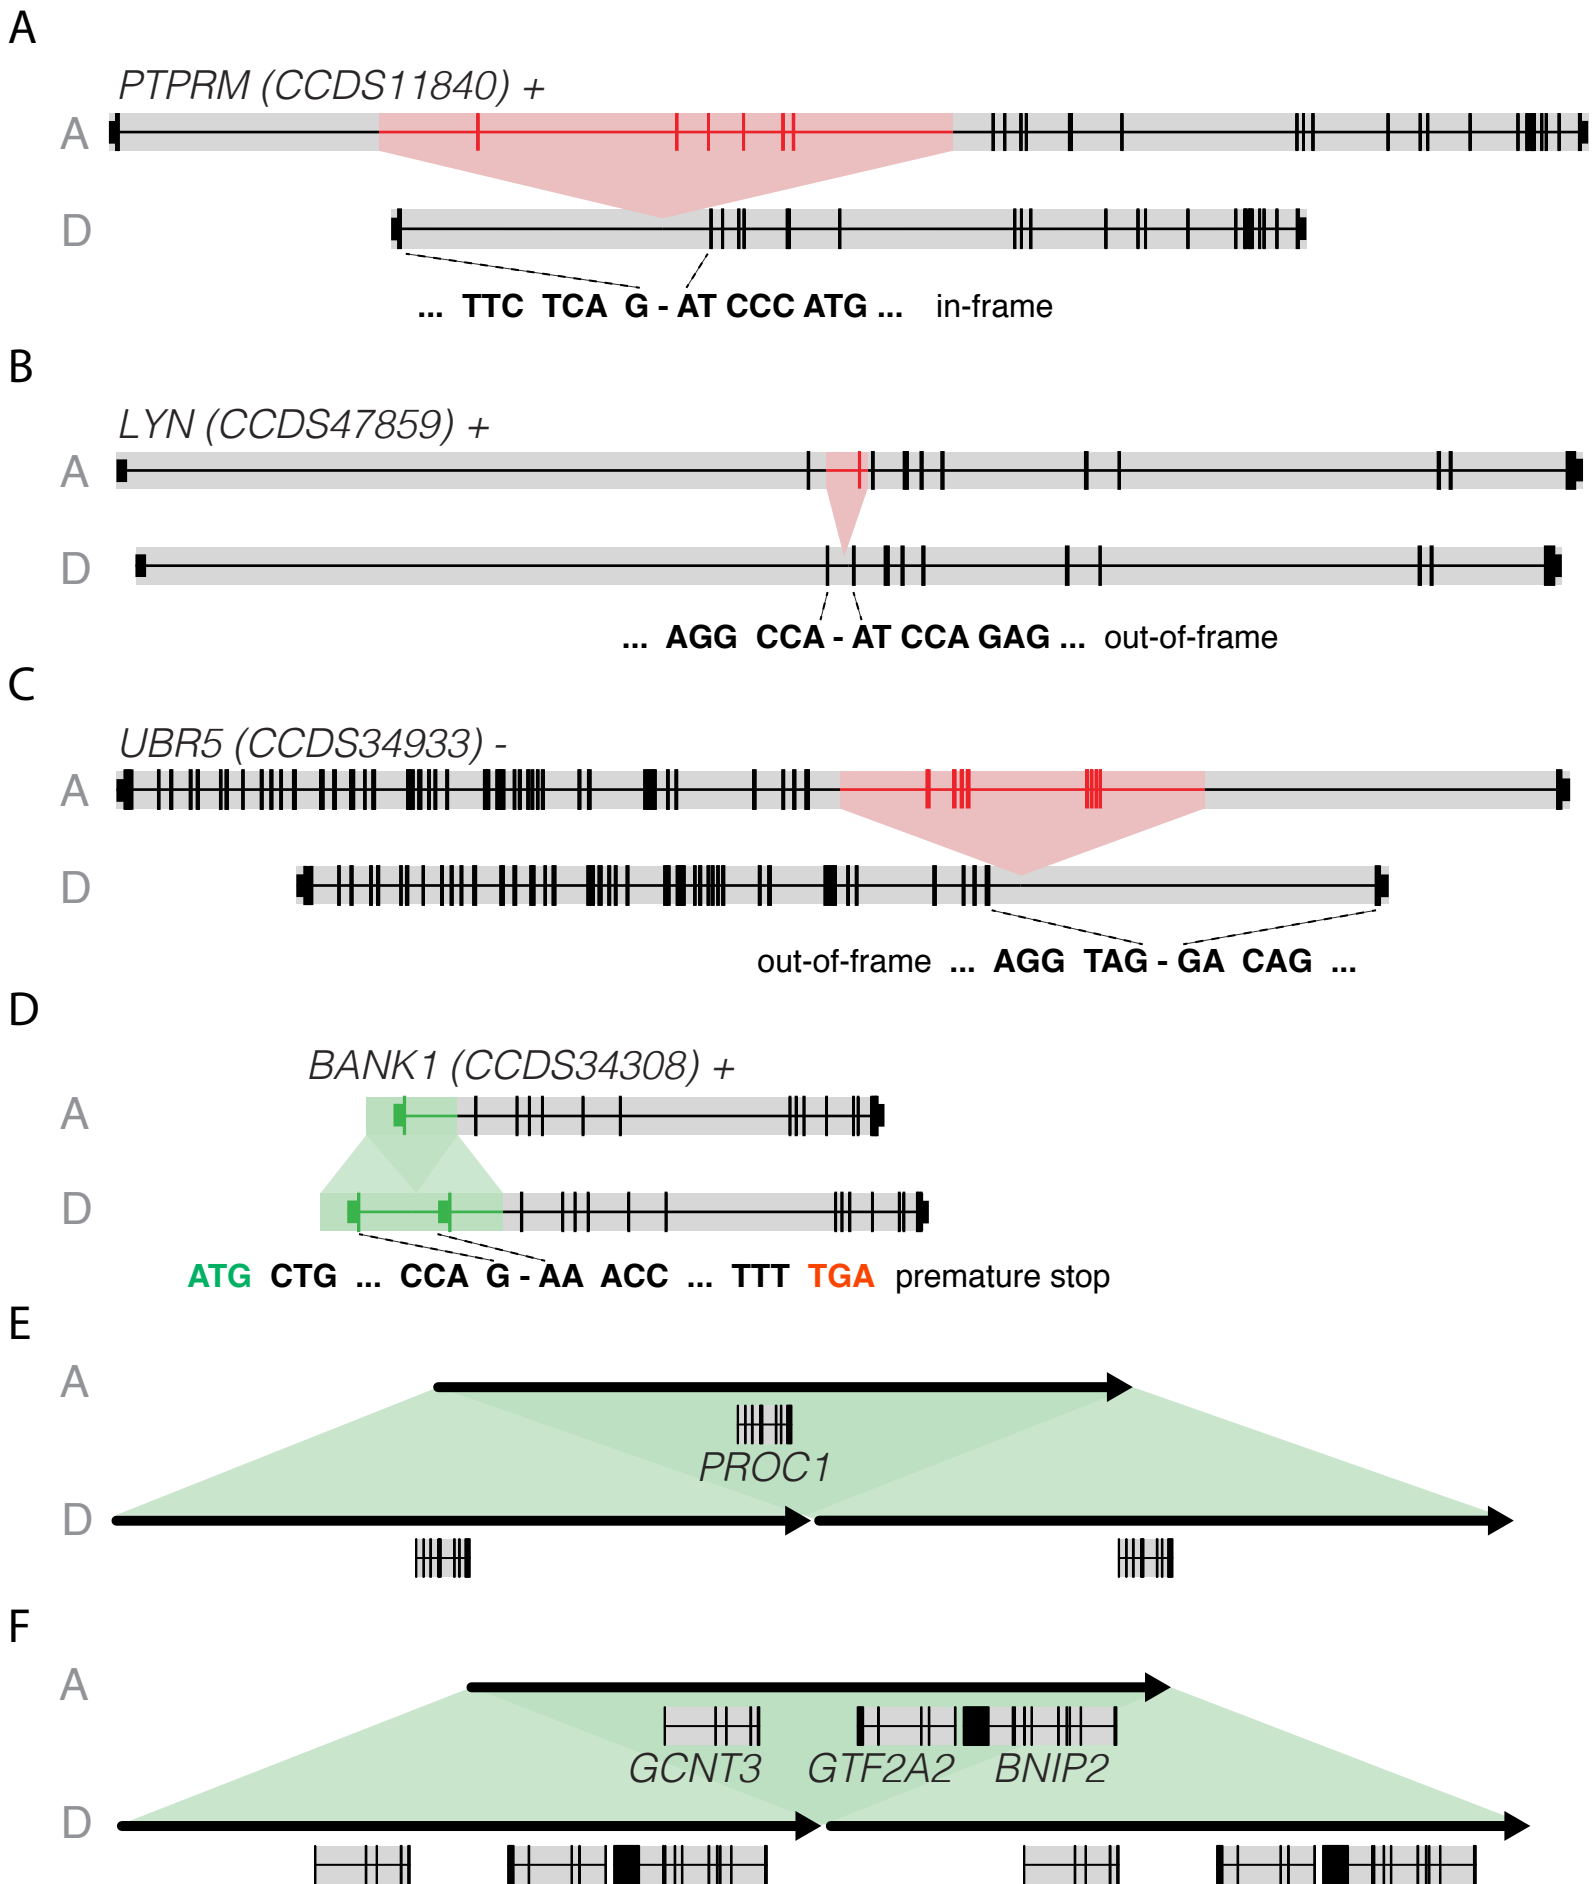 A
PTPRM (CCDS11840) +
A
D
... TTC TCA G - AT CCC ATG ... in-frame
B
LYN (CCDS47859) +
A
D
... AGG CCA - AT CCA GAG ... out-of-frame
C
UBR5 (CCDS34933) -
A
D
out-of-frame ... AGG TAG - GA CAG ...
D
BANK1 (CCDS34308) +
A
D
ATG CTG ... CCA G - AA ACC ... TTT TGA premature stop
E
A
PROC1
D
F
A
GCNT3 GTF2A2 BNIP2
D